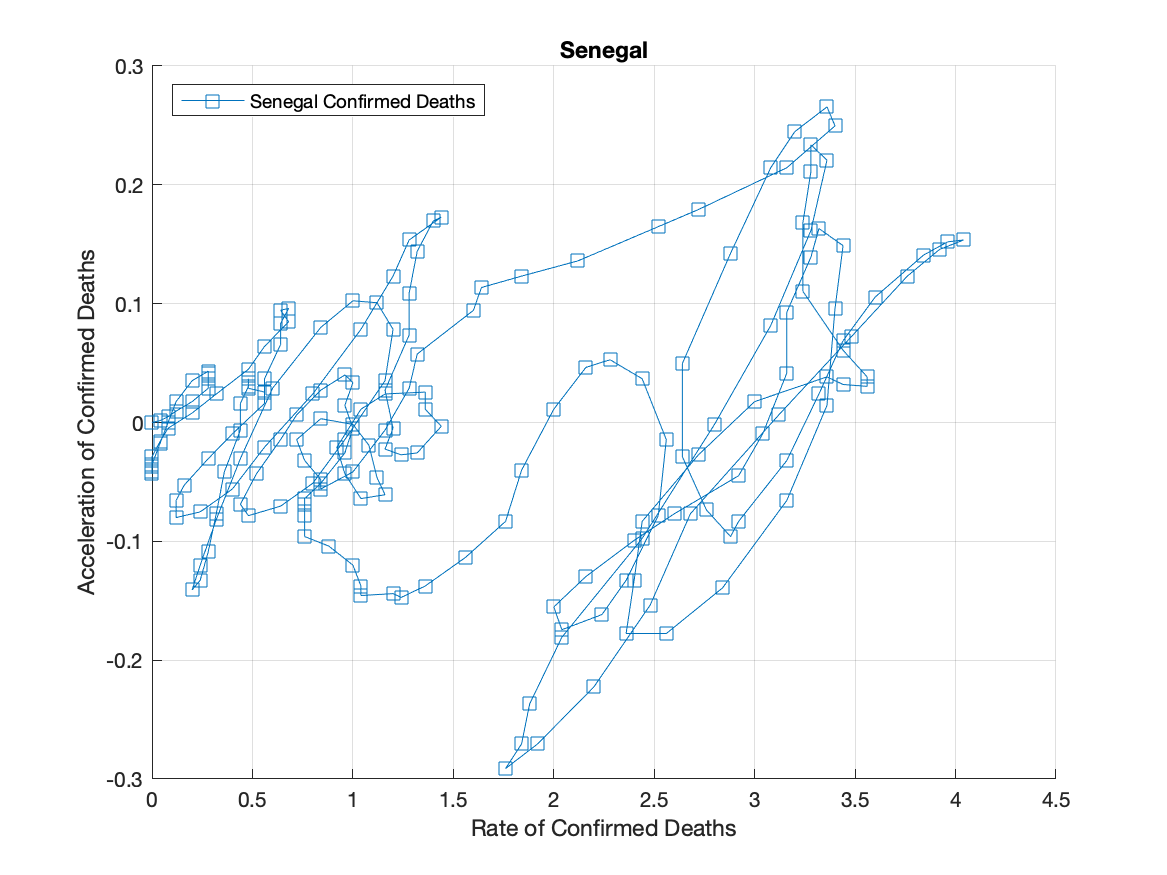 Senegal
0.3
Senegal Confirmed Deaths
0.2
0.1
0
-0.1
-0.2
-0.3
Acceleration of Confirmed Deaths
0 0.5 1 1.5 2 2.5 3 3.5 4 4.5
Rate of Confirmed Deaths